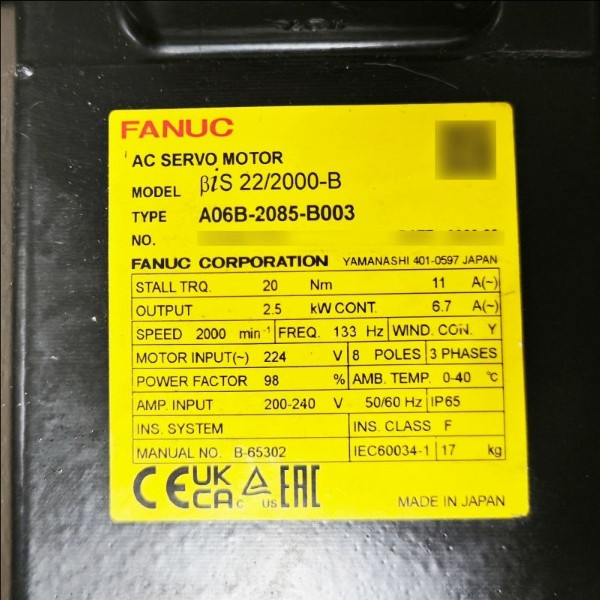 FANUC
AC SERVO MOTOR
MODEL βiS 22/2000-B
TYPE A06B-2085-B003
NO.
FANUC CORPORATION YAMANASHI 401-0597 JAPAN
STALL TRQ. 20 Nm 11 A(~)
OUTPUT 2.5 kW CONT. 6.7 A(~)
SPEED 2000 min⁻¹ FREQ. 133 Hz WIND. CON. Y
MOTOR INPUT(~) 224 V 8 POLES 3 PHASES
POWER FACTOR 98 % AMB. TEMP. 0-40 ℃
AMP. INPUT 200-240 V 50/60 Hz IP65
INS. SYSTEM INS. CLASS F
MANUAL NO. B-65302 IEC60034-1 17 kg
CE UK CA C US EAC
MADE IN JAPAN